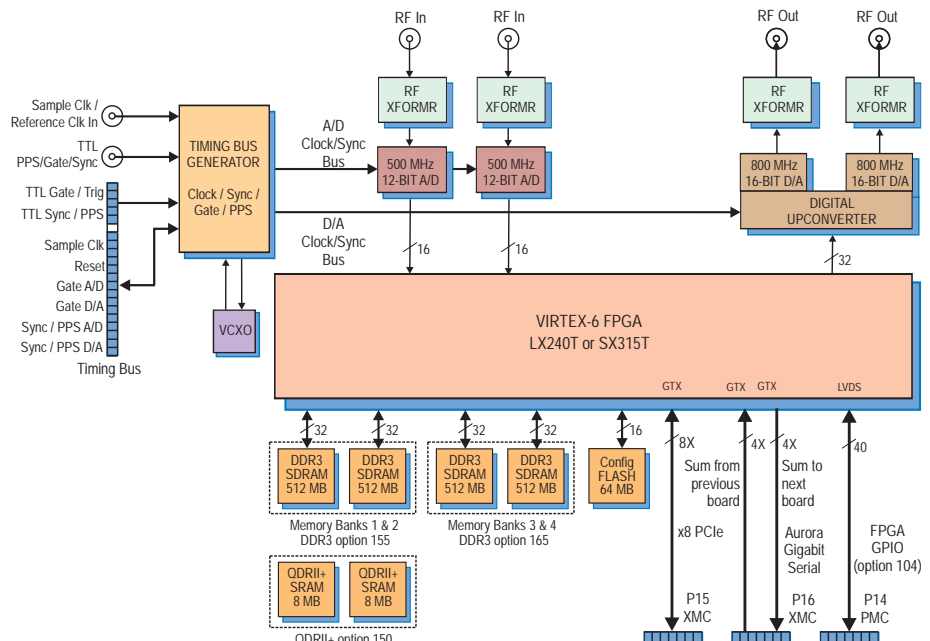 RF In
RF In
RF Out
RF Out
Sample Clk /
Reference Clk In
TTL
PPS/Gate/Sync
TTL Gate / Trig
TTL Sync / PPS
Sample Clk
Reset
Gate A/D
Gate D/A
Sync / PPS A/D
Sync / PPS D/A
Timing Bus
TIMING BUS
GENERATOR
Clock / Sync /
Gate / PPS
VCXO
A/D
Clock/Sync
Bus
D/A
Clock/Sync
Bus
RF
XFORMR
RF
XFORMR
500 MHz
12-BIT A/D
500 MHz
12-BIT A/D
16
16
RF
XFORMR
RF
XFORMR
800 MHz
16-BIT D/A
800 MHz
16-BIT D/A
DIGITAL
UPCONVERTER
32
VIRTEX-6 FPGA
LX240T or SX315T
GTX
GTX
GTX
LVDS
32
32
32
32
16
8X
4X
4X
40
DDR3
SDRAM
512 MB
DDR3
SDRAM
512 MB
Memory Banks 1 & 2
DDR3 option 155
DDR3
SDRAM
512 MB
DDR3
SDRAM
512 MB
Memory Banks 3 & 4
DDR3 option 165
Config
FLASH
64 MB
x8 PCIe
Sum from
previous
board
Sum to
next
board
Aurora
Gigabit
Serial
FPGA
GPIO
(option 104)
QDRII+
SRAM
8 MB
QDRII+
SRAM
8 MB
QDRII+ option 150
P15
XMC
P16
XMC
P14
PMC